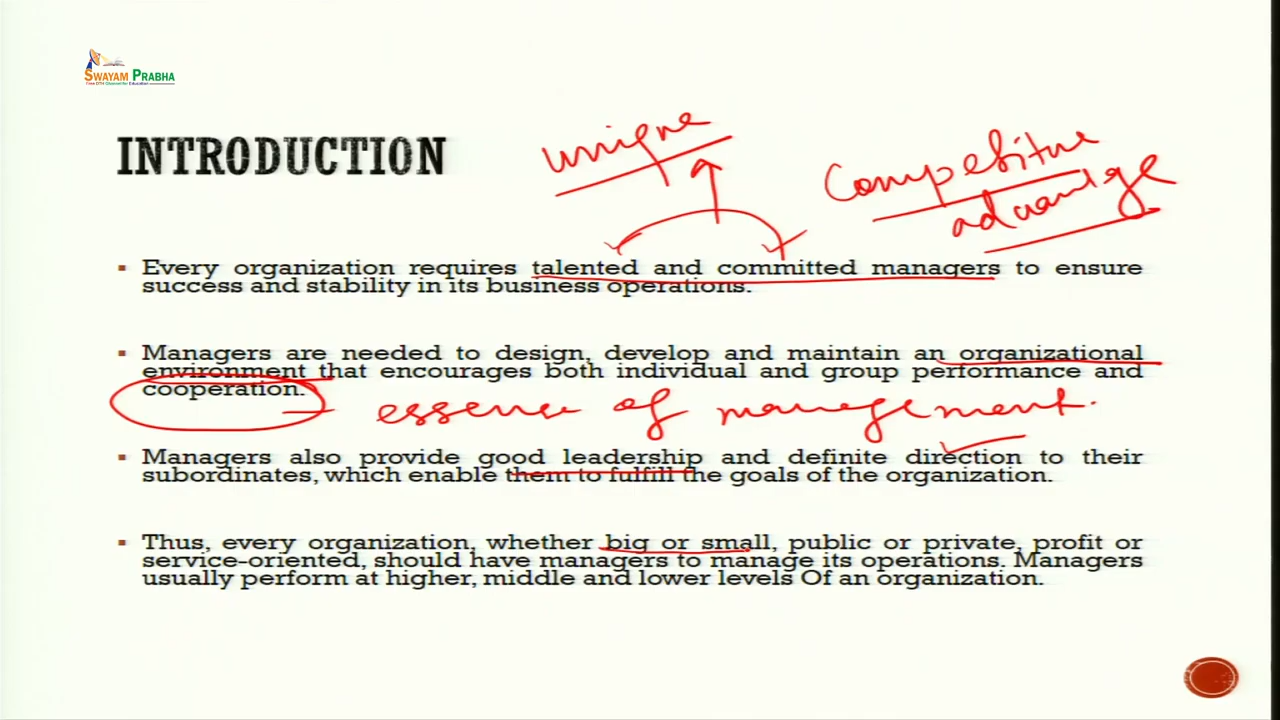 SWAYAM PRABHA
INTRODUCTION
unique
Competitive
advantage
▪ Every organization requires talented and committed managers to ensure
success and stability in its business operations.
▪ Managers are needed to design, develop and maintain an organizational
environment that encourages both individual and group performance and
cooperation.
essence of management.
▪ Managers also provide good leadership and definite direction to their
subordinates, which enable them to fulfill the goals of the organization.
▪ Thus, every organization, whether big or small, public or private, profit or
service-oriented, should have managers to manage its operations. Managers
usually perform at higher, middle and lower levels Of an organization.